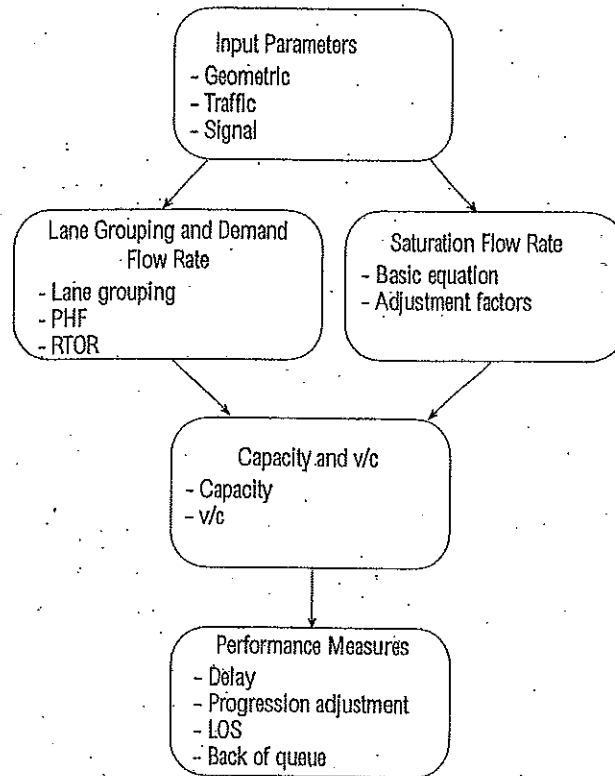 Input Parameters
- Geometric
- Traffic
- Signal
Lane Grouping and Demand
Flow Rate
- Lane grouping
- PHF
- RTOR
Saturation Flow Rate
- Basic equation
- Adjustment factors
Capacity and v/c
- Capacity
- v/c
Performance Measures
- Delay
- Progression adjustment
- LOS
- Back of queue